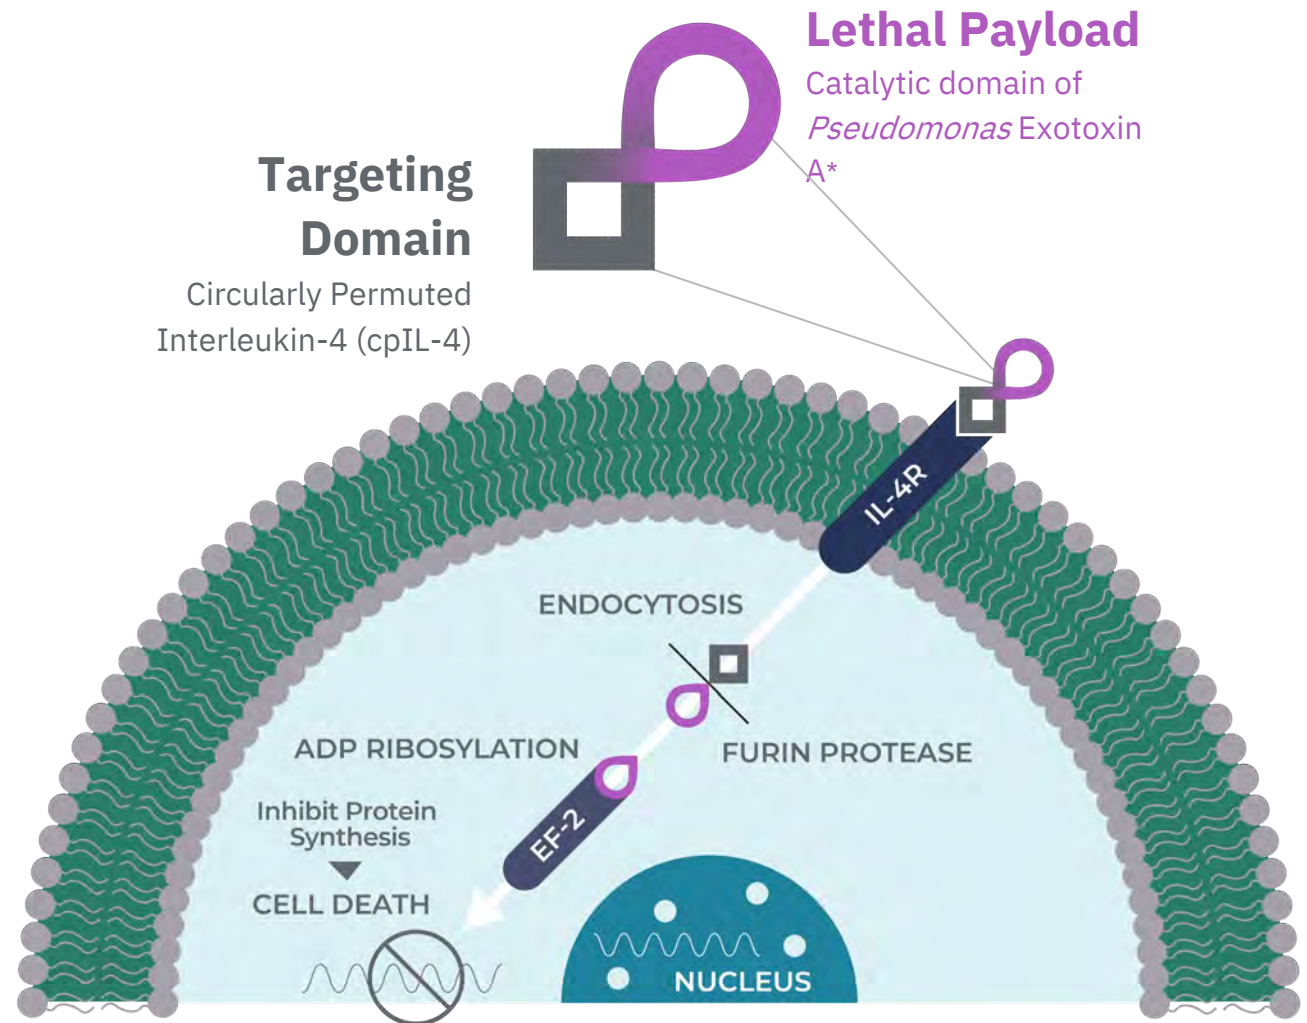 Lethal Payload
Catalytic domain of
Pseudomonas Exotoxin
A*
Targeting
Domain
Circularly Permuted
Interleukin-4 (cpIL-4)
IL-4R
ENDOCYTOSIS
ADP RIBOSYLATION
FURIN PROTEASE
Inhibit Protein
Synthesis
EF-2
CELL DEATH
NUCLEUS